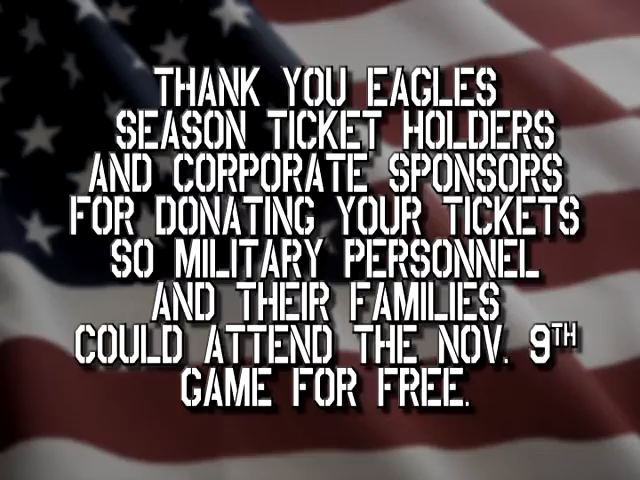 THANK YOU EAGLES
SEASON TICKET HOLDERS
AND CORPORATE SPONSORS
FOR DONATING YOUR TICKETS
SO MILITARY PERSONNEL
AND THEIR FAMILIES
COULD ATTEND THE NOV. 9TH
GAME FOR FREE.